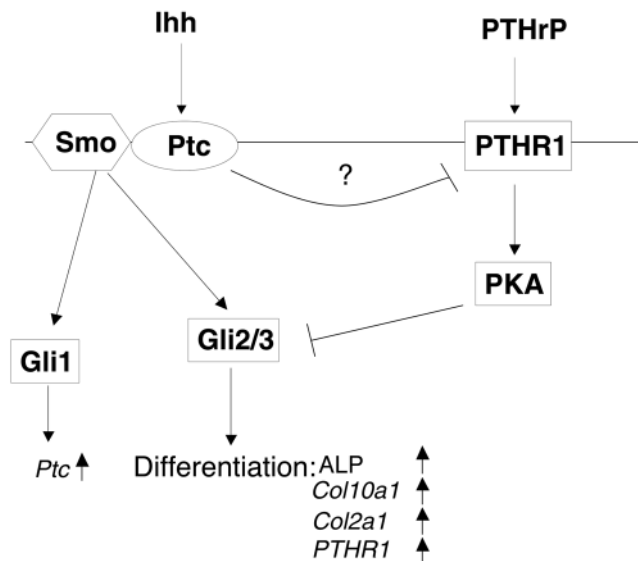 Ihh
PTHrP
Smo
Ptc
PTHR1
?
PKA
Gli1
Gli2/3
Ptc
Differentiation: ALP
Col10a1
Col2a1
PTHR1